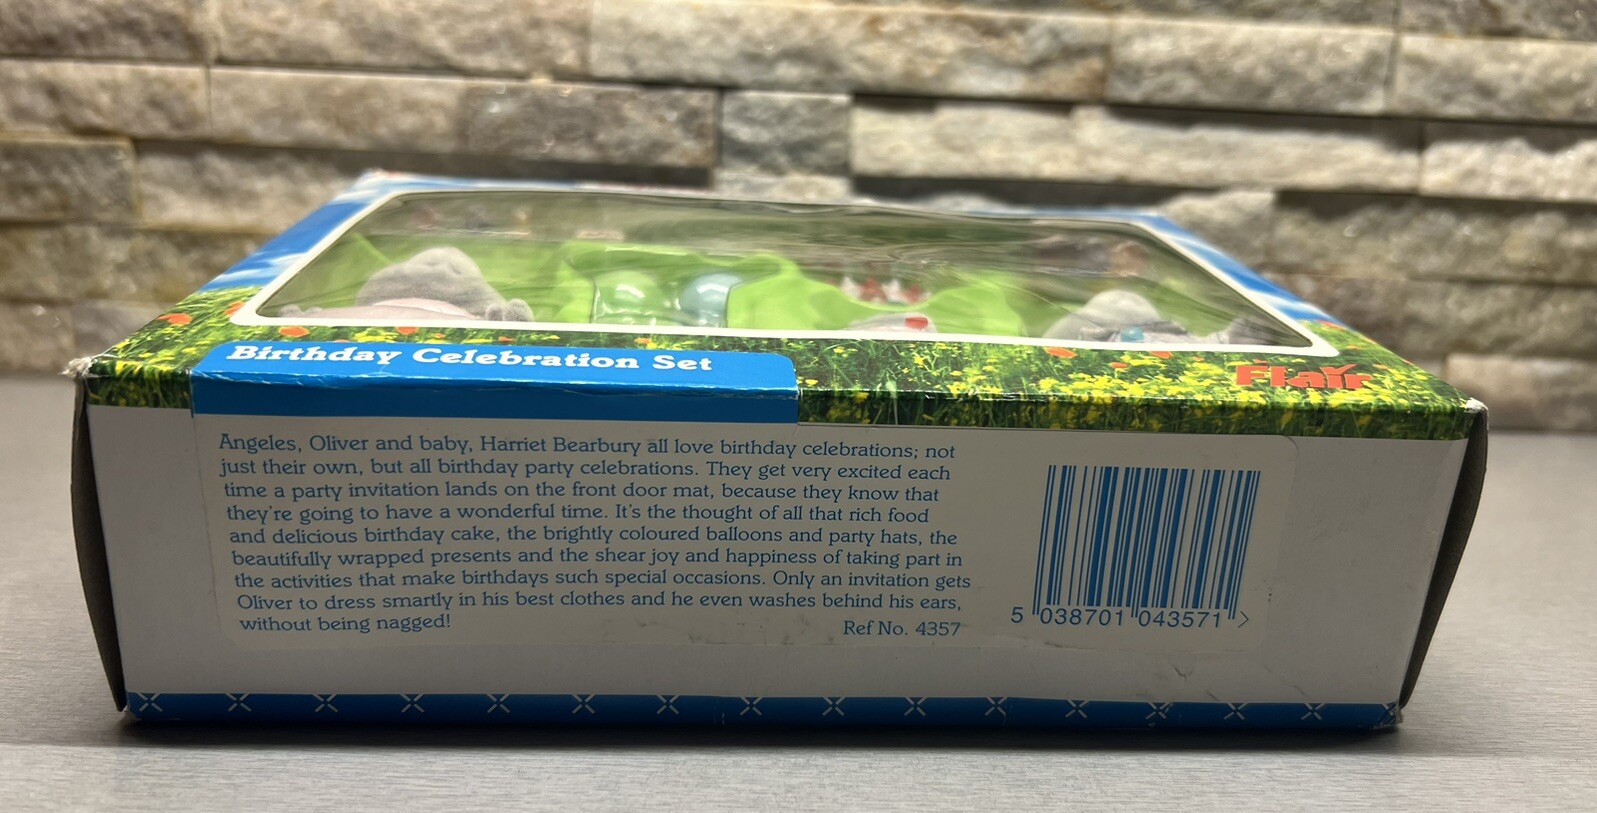 Birthday Celebration Set
Flair
Angeles, Oliver and baby, Harriet Bearbury all love birthday celebrations; not
just their own, but all birthday party celebrations. They get very excited each
time a party invitation lands on the front door mat, because they know that
they're going to have a wonderful time. It's the thought of all that rich food
and delicious birthday cake, the brightly coloured balloons and party hats, the
beautifully wrapped presents and the shear joy and happiness of taking part in
the activities that make birthdays such special occasions. Only an invitation gets
Oliver to dress smartly in his best clothes and he even washes behind his ears,
without being nagged!
Ref No. 4357
5 038701 043571 >